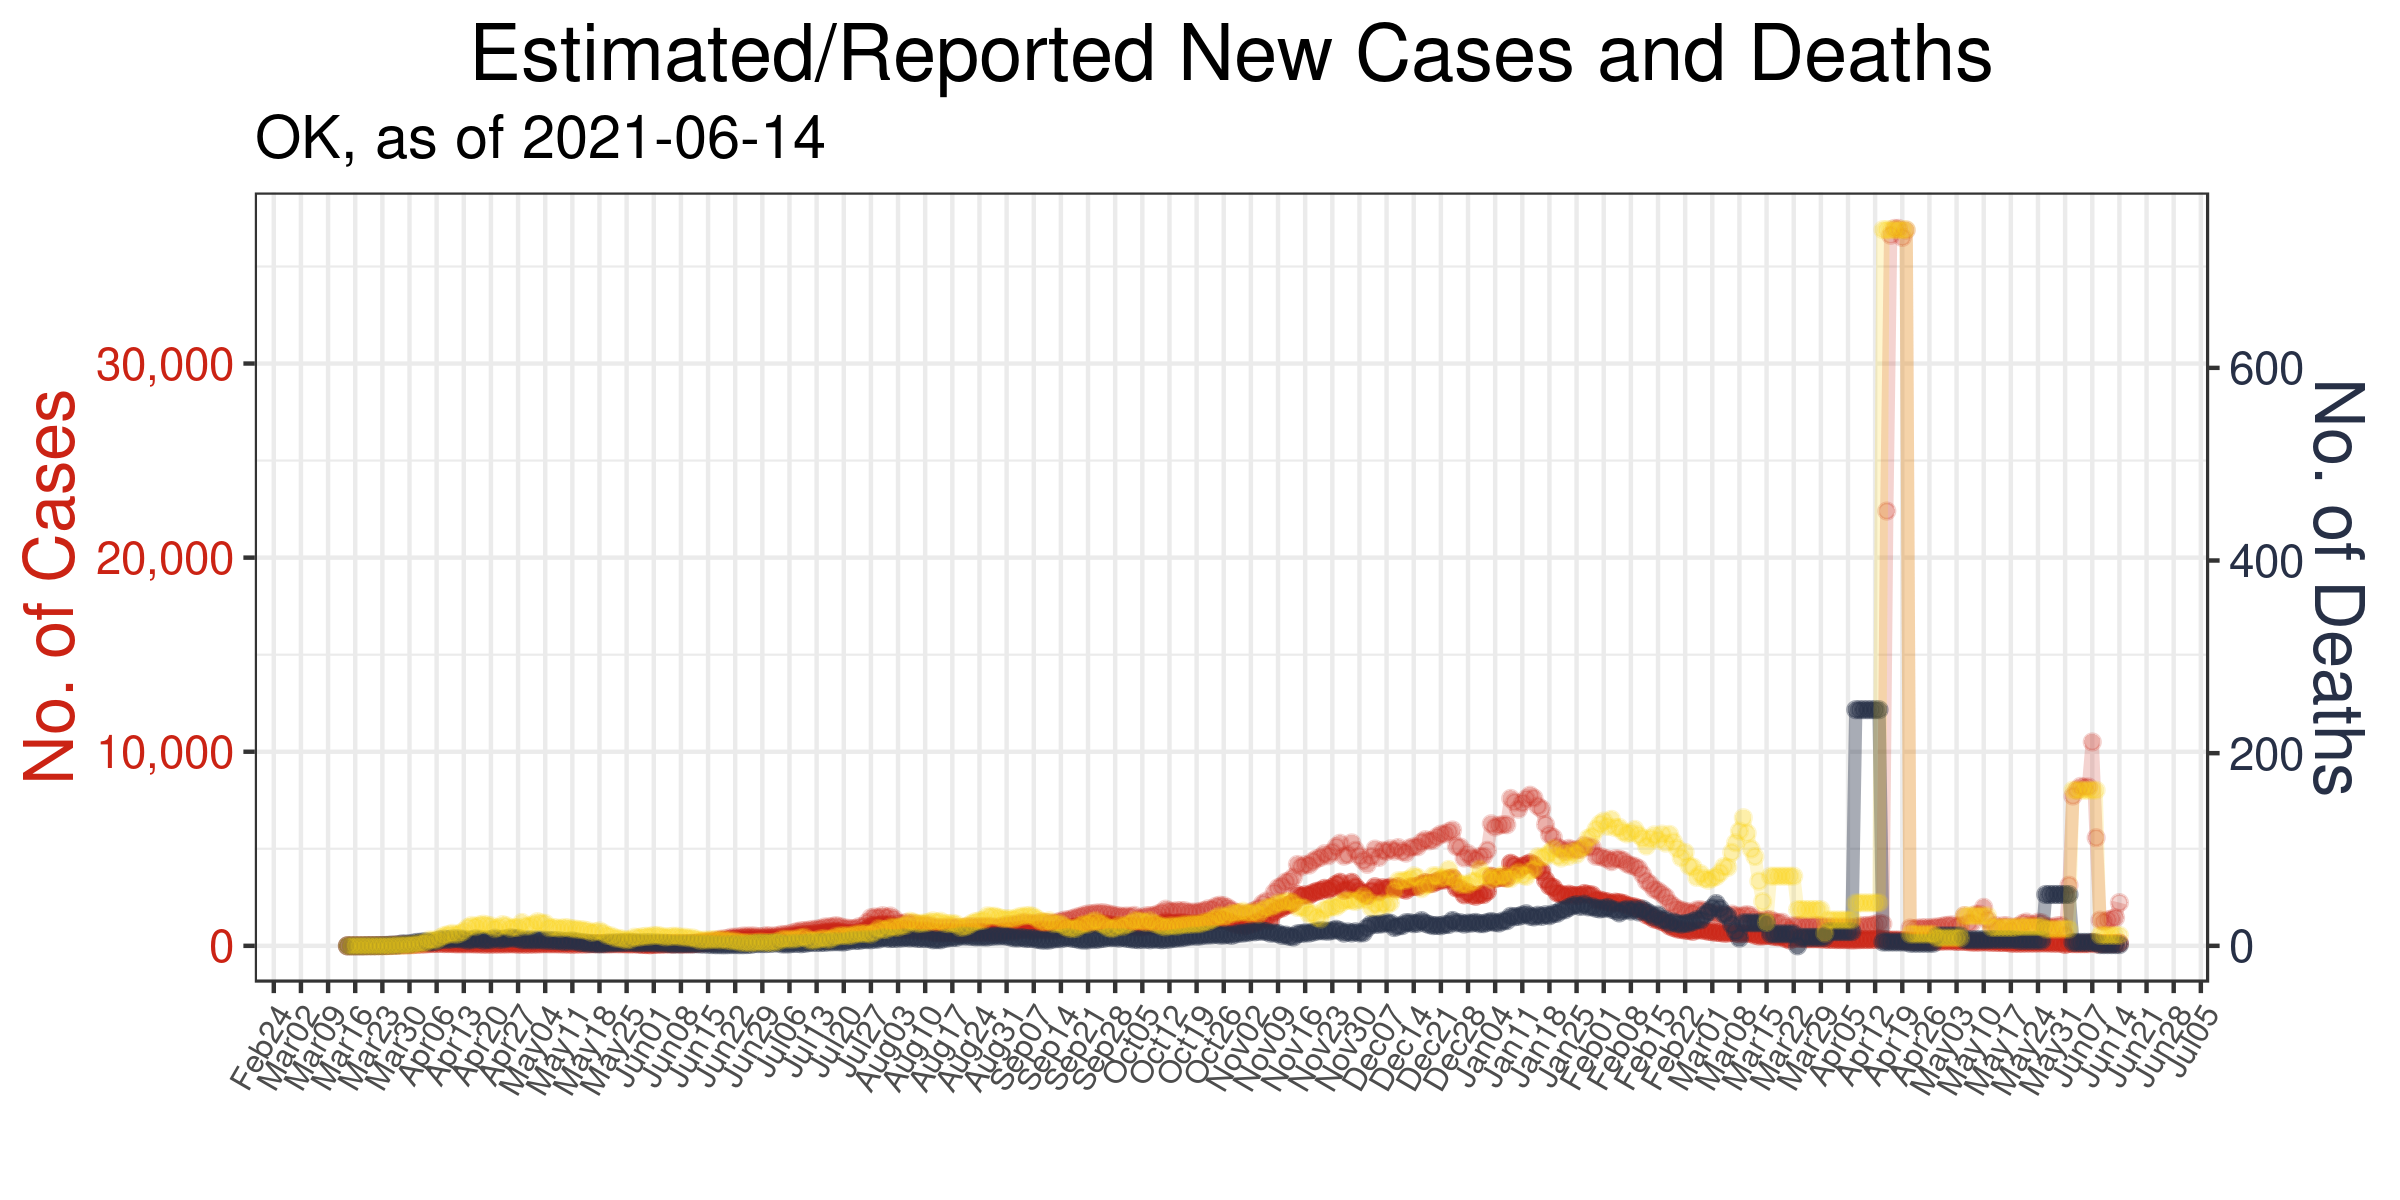 Estimated/Reported New Cases and Deaths
OK, as of 2021-06-14
No. of Cases
30,000
20,000
10,000
0
600
400
200
0
No. of Deaths
Feb24
Mar02
Mar09
Mar16
Mar23
Mar30
Apr06
Apr13
Apr20
Apr27
May04
May11
May18
May25
Jun01
Jun08
Jun15
Jun22
Jun29
Jul06
Jul13
Jul20
Jul27
Aug03
Aug10
Aug17
Aug24
Aug31
Sep07
Sep14
Sep21
Sep28
Oct05
Oct12
Oct19
Oct26
Nov02
Nov09
Nov16
Nov23
Nov30
Dec07
Dec14
Dec21
Dec28
Dec04
Jan11
Jan18
Jan25
Feb01
Feb08
Feb15
Feb22
Mar01
Mar08
Mar15
Mar22
Mar29
Apr05
Apr12
Apr19
Apr26
May03
May10
May17
May24
May31
May07
Jun14
Jun21
Jun28
Jul05